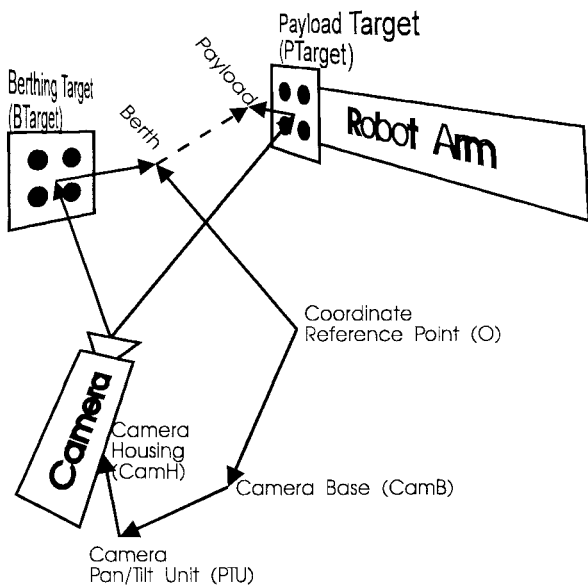 Payload Target
(PTarget)
Berthing Target
(BTarget)
Payload
Berth
Robot Arm
Coordinate
Reference Point (O)
Camera
Camera
Housing
(CamH)
Camera Base (CamB)
Camera
Pan/Tilt Unit (PTU)